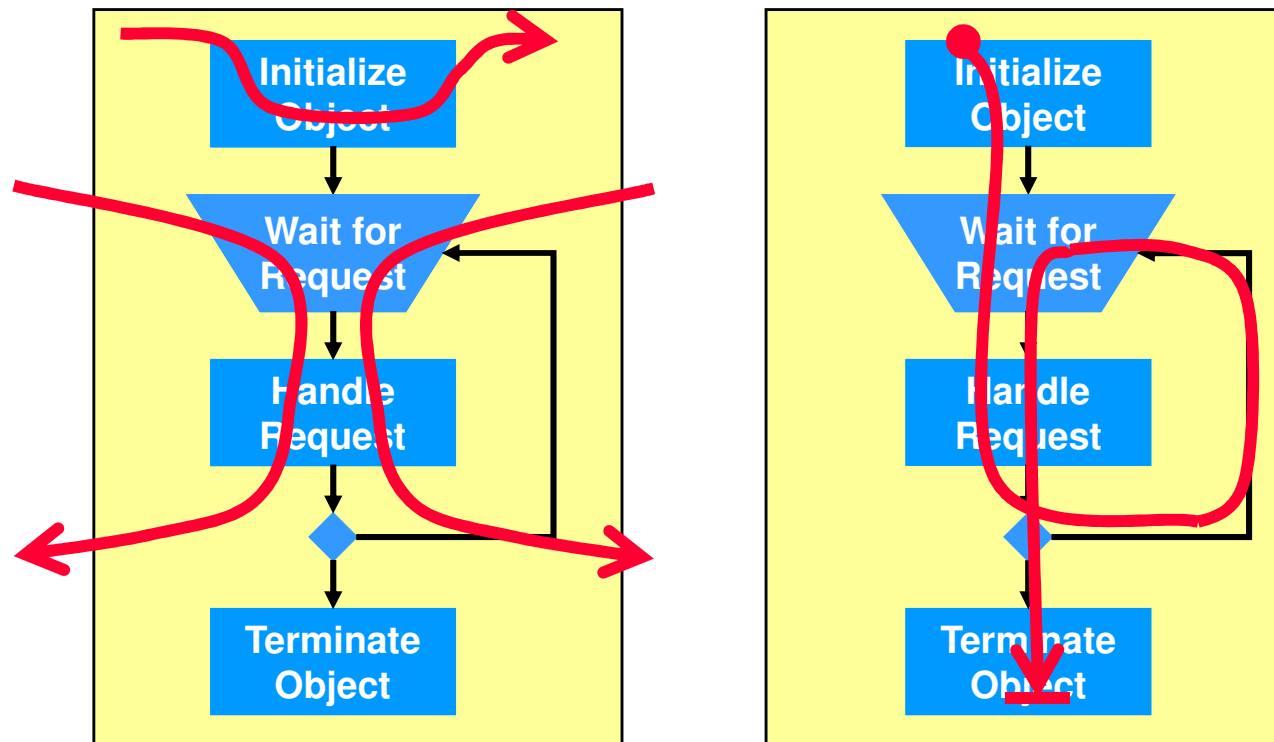 Initialize
Object
Wait for
Request
Handle
Request
Terminate
Object
Initialize
Object
Wait for
Request
Handle
Request
Terminate
Object